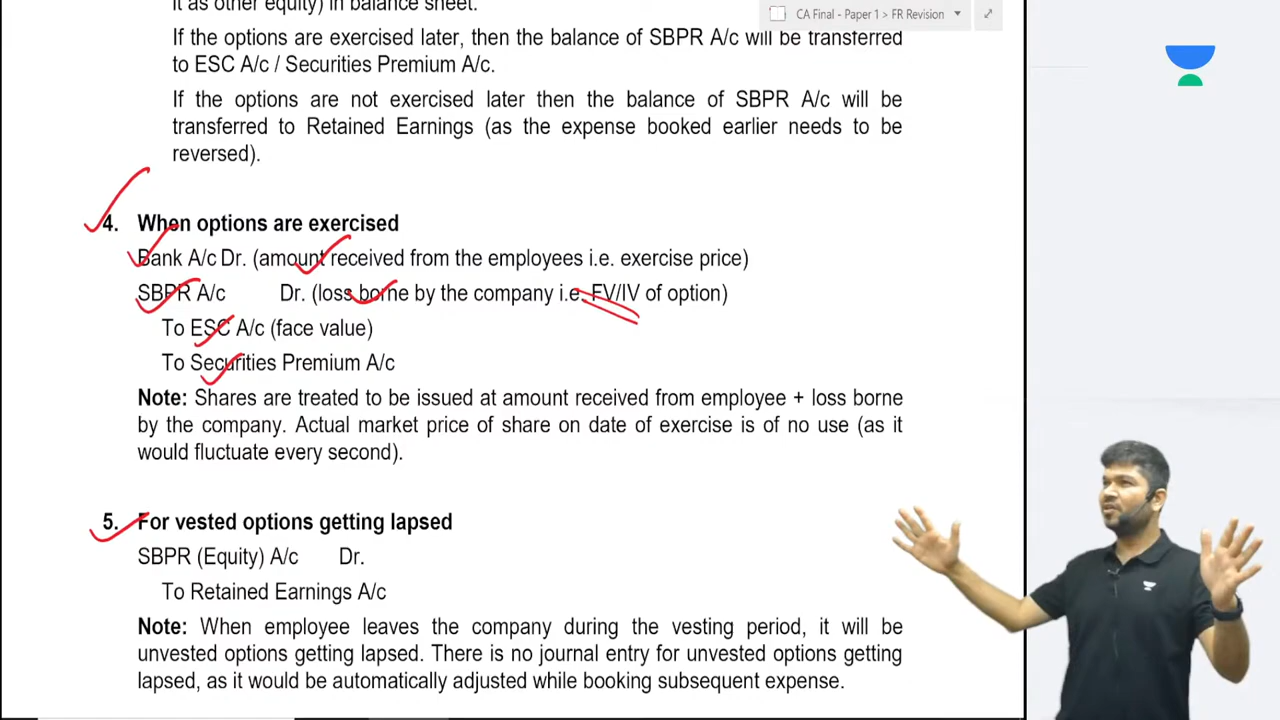 it as other equity) in balance sheet.
CA Final - Paper 1 > FR Revision
If the options are exercised later, then the balance of SBPR A/c will be transferred
to ESC A/c / Securities Premium A/c.
If the options are not exercised later then the balance of SBPR A/c will be
transferred to Retained Earnings (as the expense booked earlier needs to be
reversed).
4. When options are exercised
Bank A/c Dr. (amount received from the employees i.e. exercise price)
SBPR A/c Dr. (loss borne by the company i.e. FV/IV of option)
To ESC A/c (face value)
To Securities Premium A/c
Note: Shares are treated to be issued at amount received from employee + loss borne
by the company. Actual market price of share on date of exercise is of no use (as it
would fluctuate every second).
5. For vested options getting lapsed
SBPR (Equity) A/c Dr.
To Retained Earnings A/c
Note: When employee leaves the company during the vesting period, it will be
unvested options getting lapsed. There is no journal entry for unvested options getting
lapsed, as it would be automatically adjusted while booking subsequent expense.